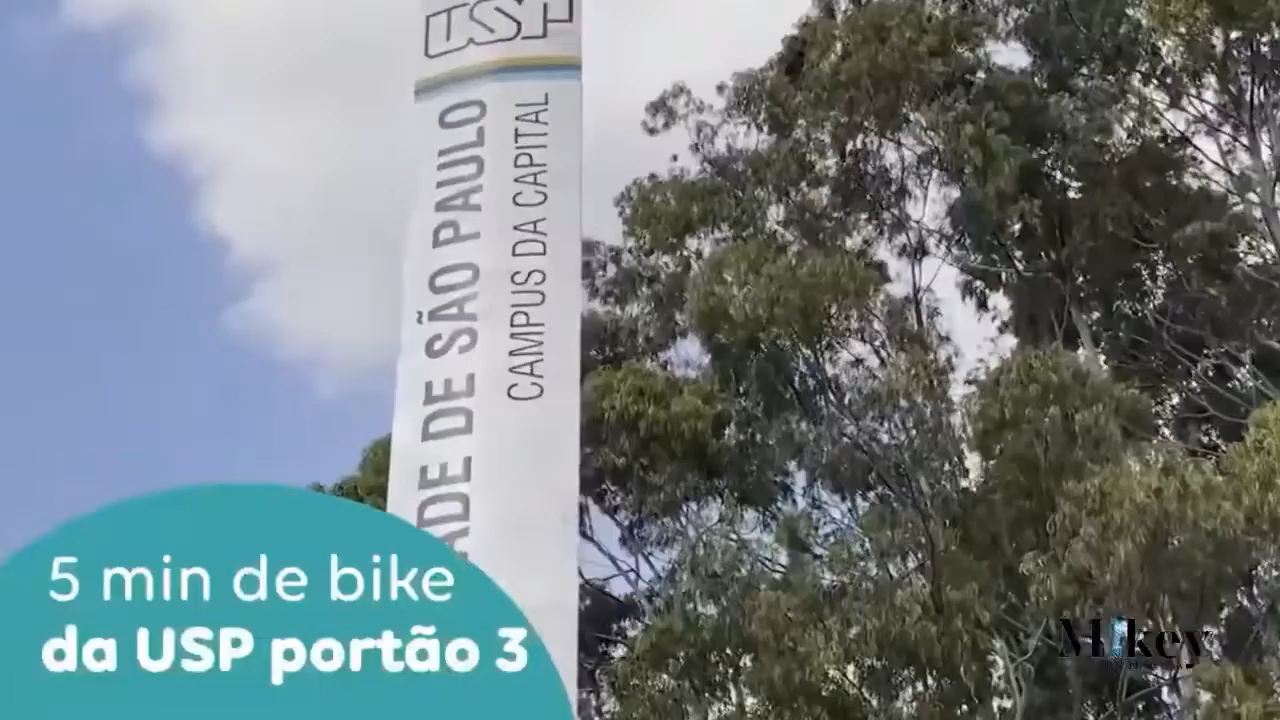 USP
ADE DE SÃO PAULO
CAMPUS DA CAPITAL
5 min de bike
da USP portão 3
Mikey